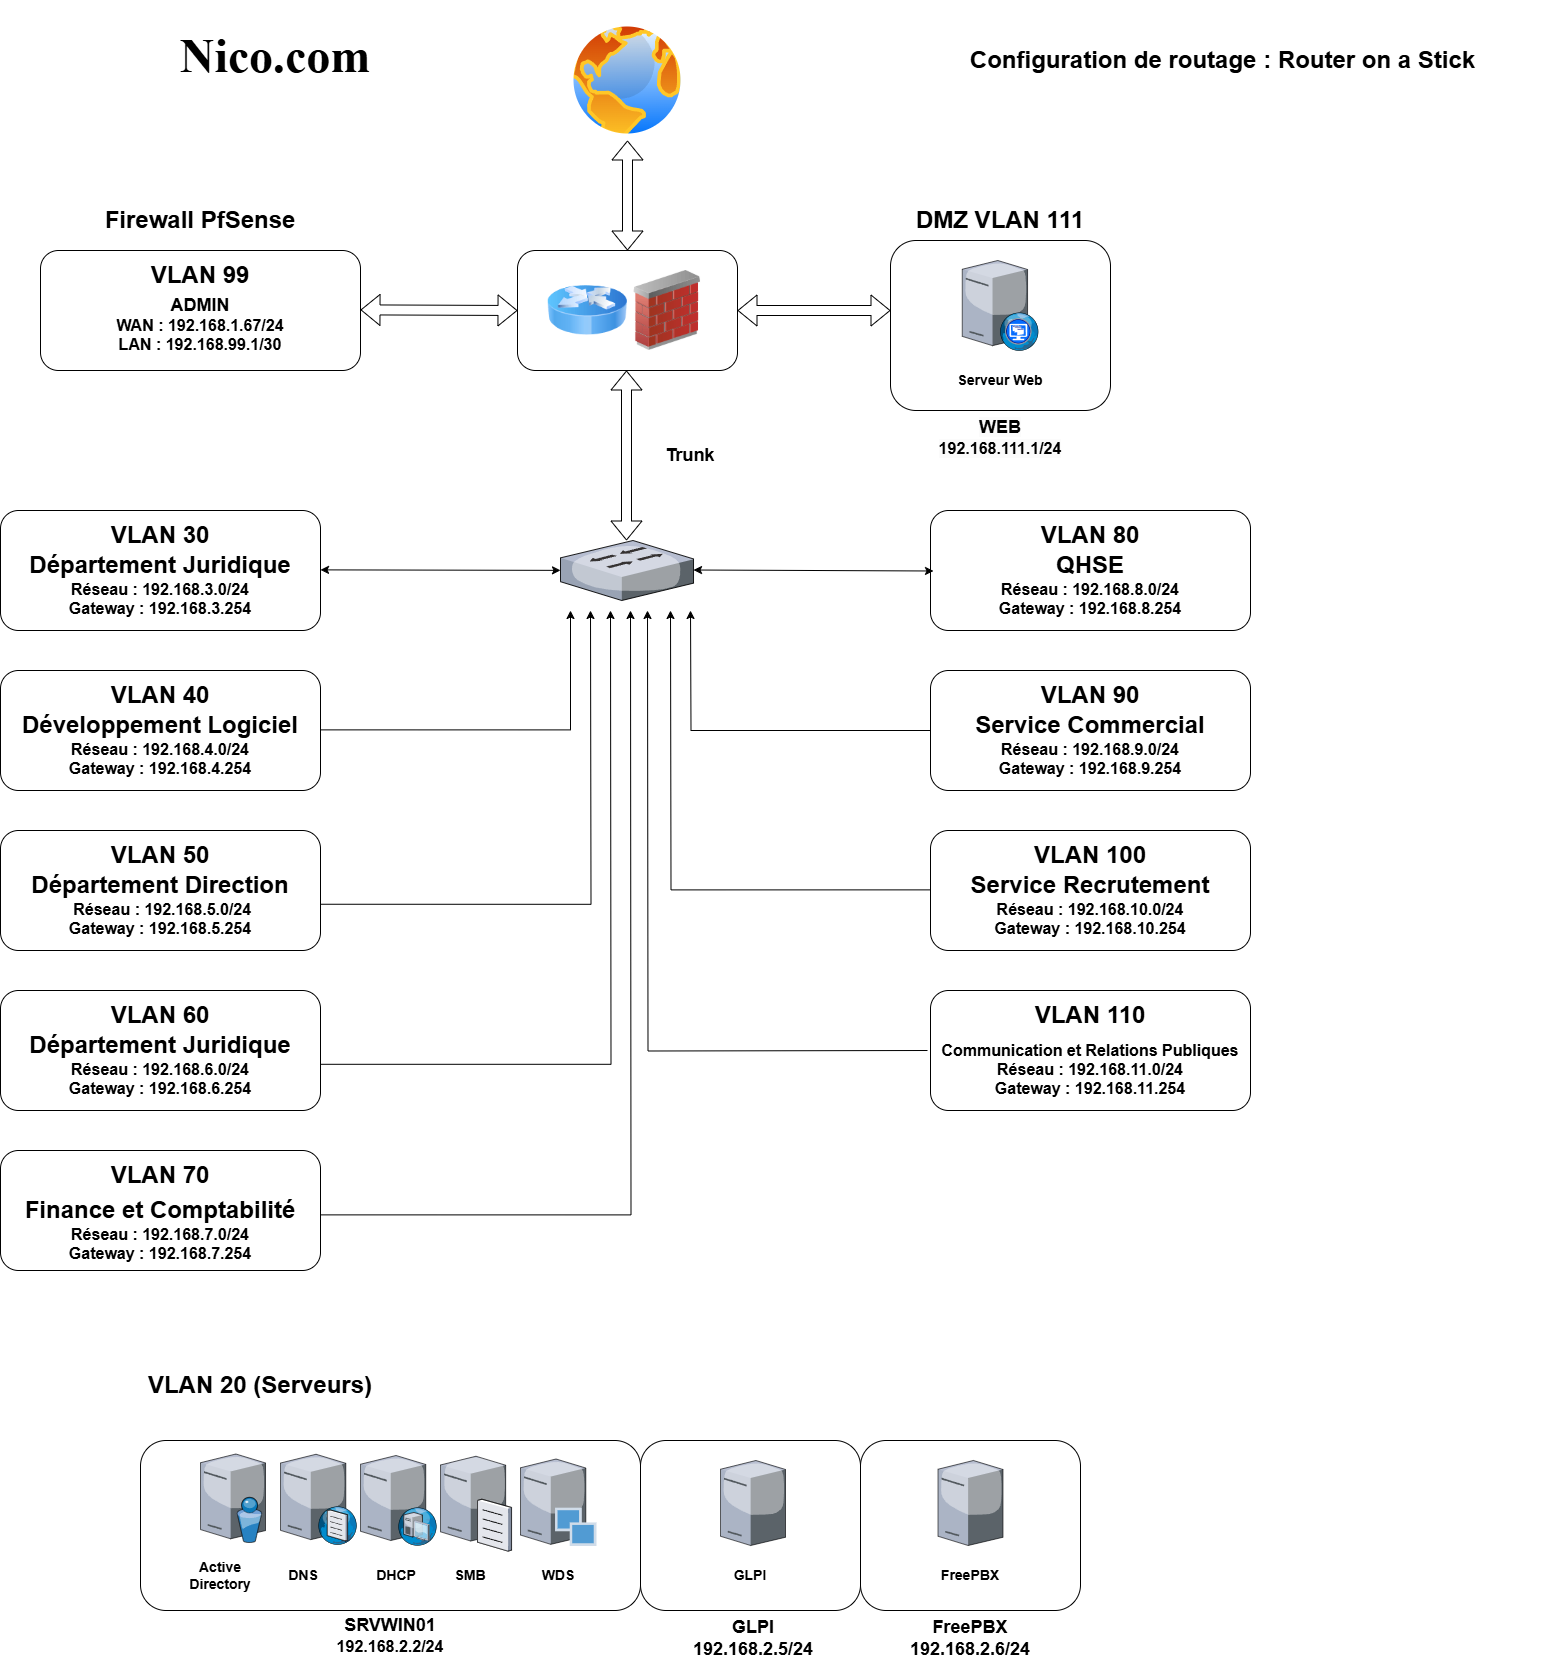 Nico.com
Configuration de routage : Router on a Stick
Firewall PfSense
VLAN 99
ADMIN
WAN : 192.168.1.67/24
LAN : 192.168.99.1/30
DMZ VLAN 111
Serveur Web
WEB
192.168.111.1/24
Trunk
VLAN 30
Département Juridique
Réseau : 192.168.3.0/24
Gateway : 192.168.3.254
VLAN 80
QHSE
Réseau : 192.168.8.0/24
Gateway : 192.168.8.254
VLAN 40
Développement Logiciel
Réseau : 192.168.4.0/24
Gateway : 192.168.4.254
VLAN 90
Service Commercial
Réseau : 192.168.9.0/24
Gateway : 192.168.9.254
VLAN 50
Département Direction
Réseau : 192.168.5.0/24
Gateway : 192.168.5.254
VLAN 100
Service Recrutement
Réseau : 192.168.10.0/24
Gateway : 192.168.10.254
VLAN 60
Département Juridique
Réseau : 192.168.6.0/24
Gateway : 192.168.6.254
VLAN 110
Communication et Relations Publiques
Réseau : 192.168.11.0/24
Gateway : 192.168.11.254
VLAN 70
Finance et Comptabilité
Réseau : 192.168.7.0/24
Gateway : 192.168.7.254
VLAN 20 (Serveurs)
Active
Directory
DNS
DHCP
SMB
WDS
GLPI
FreePBX
SRVWIN01
192.168.2.2/24
GLPI
192.168.2.5/24
FreePBX
192.168.2.6/24